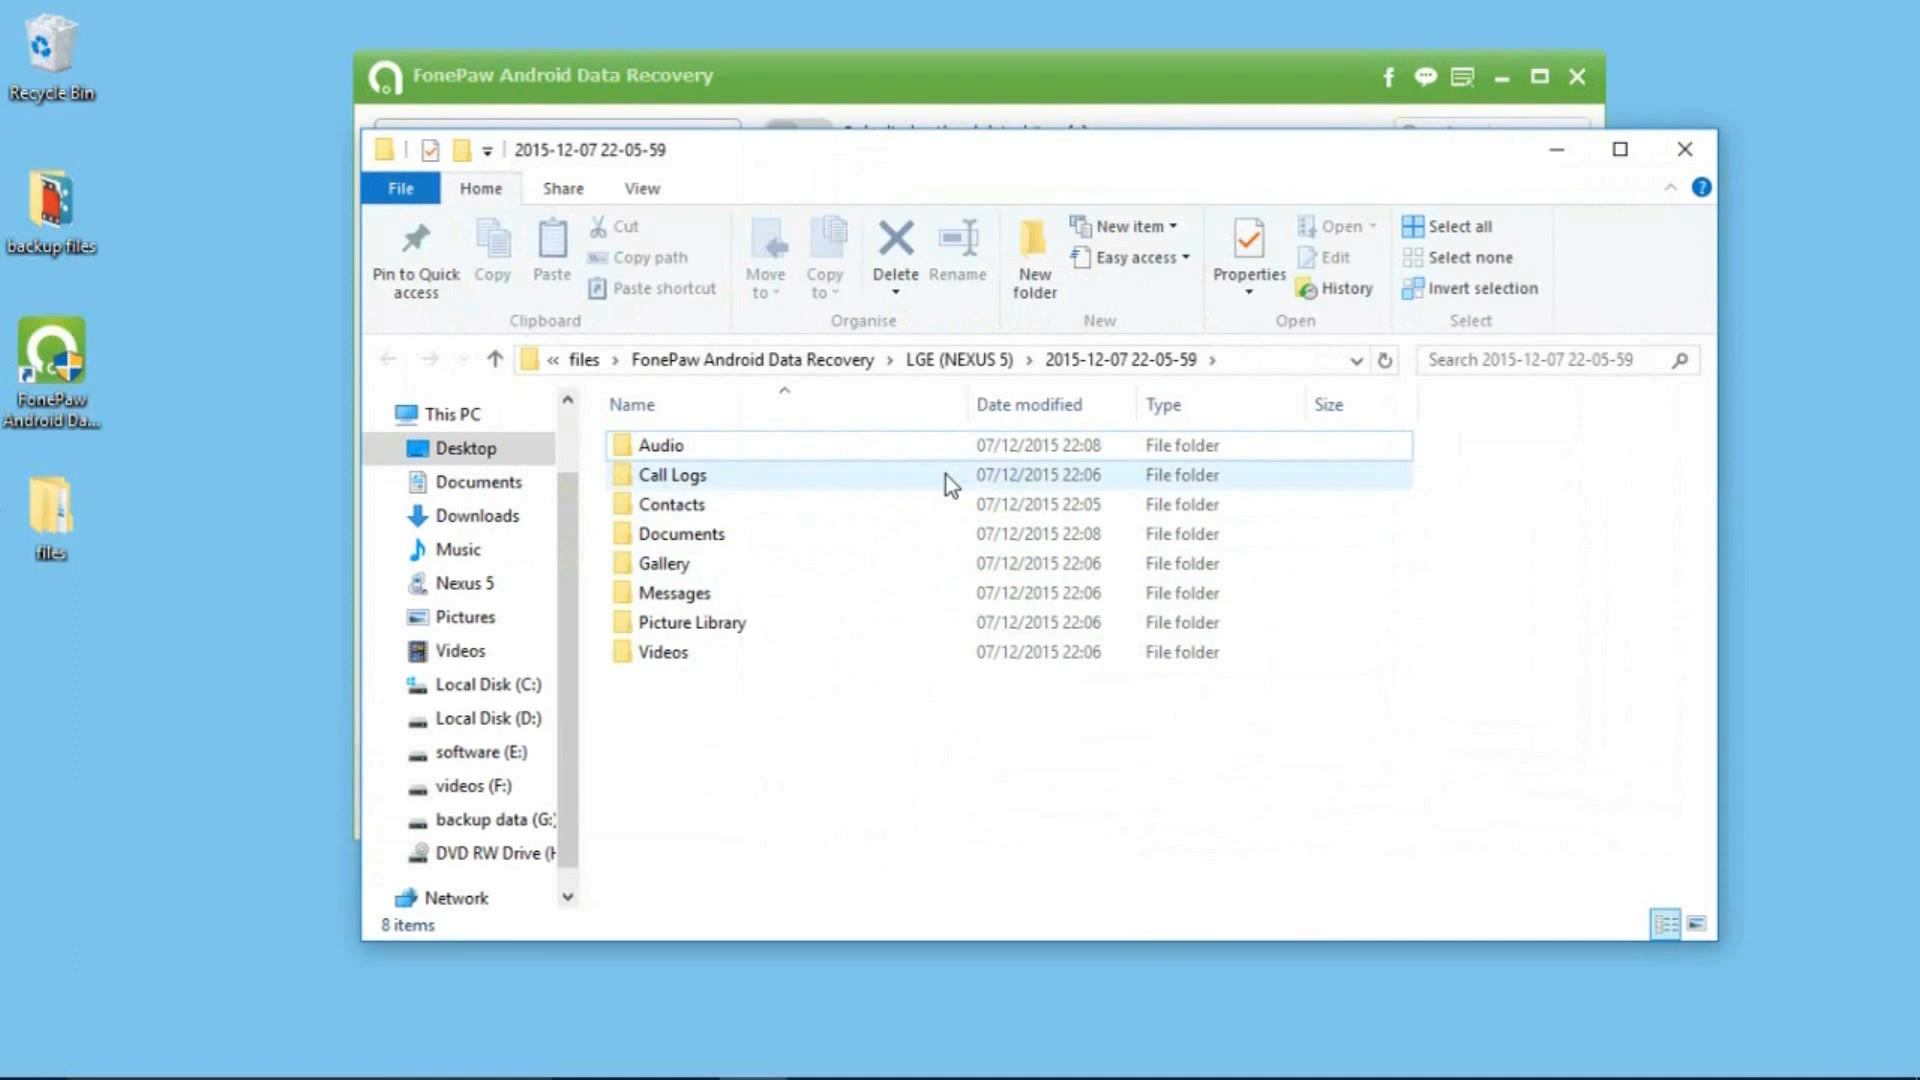 Recycle Bin
backup files
FonePaw
Android Da...
files
FonePaw Android Data Recovery
2015-12-07 22-05-59
File
Home
Share
View
Pin to Quick access
Copy
Paste
Cut
Copy path
Paste shortcut
Clipboard
Move to
Copy to
Delete
Rename
Organise
New folder
New item
Easy access
New
Properties
Open
Edit
History
Open
Select all
Select none
Invert selection
Select
« files > FonePaw Android Data Recovery > LGE (NEXUS 5) > 2015-12-07 22-05-59 >
Search 2015-12-07 22-05-59
This PC
Desktop
Documents
Downloads
Music
Nexus 5
Pictures
Videos
Local Disk (C:)
Local Disk (D:)
software (E:)
videos (F:)
backup data (G:)
DVD RW Drive (H
Network
Name Date modified Type Size
Audio 07/12/2015 22:08 File folder
Call Logs 07/12/2015 22:06 File folder
Contacts 07/12/2015 22:05 File folder
Documents 07/12/2015 22:08 File folder
Gallery 07/12/2015 22:06 File folder
Messages 07/12/2015 22:06 File folder
Picture Library 07/12/2015 22:06 File folder
Videos 07/12/2015 22:06 File folder
8 items